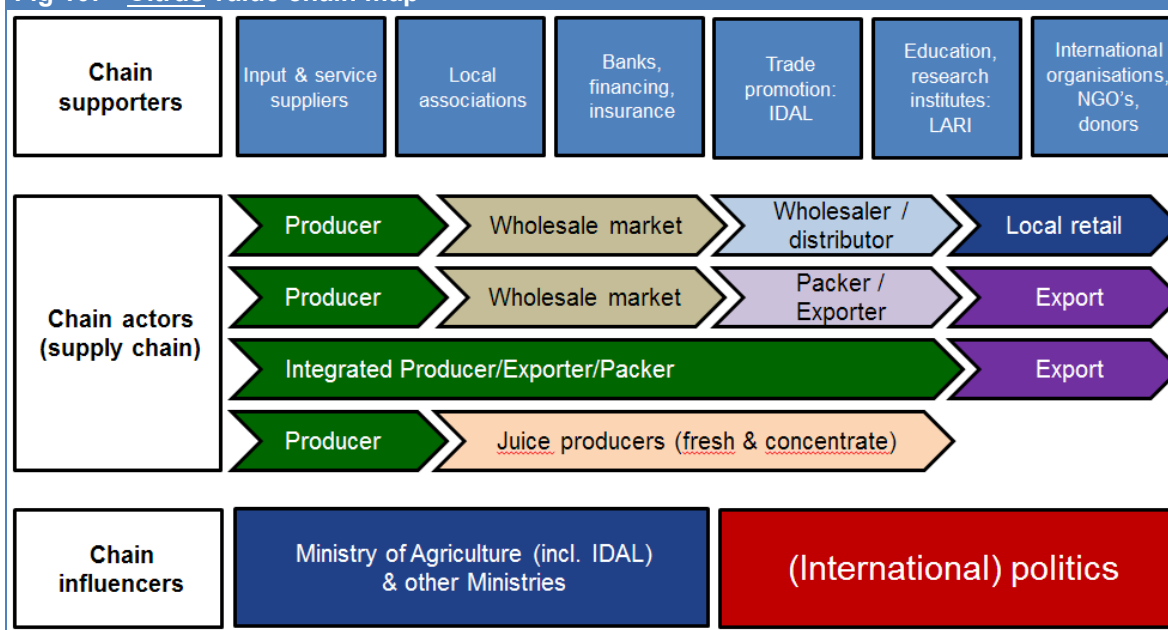 Chain
supporters
Input & service
suppliers
Local
associations
Banks,
financing,
insurance
Trade
promotion:
IDAL
Education,
research
institutes:
LARI
International
organisations,
NGO's,
donors
Chain actors
(supply chain)
Producer
Wholesale market
Wholesaler /
distributor
Local retail
Producer
Wholesale market
Packer /
Exporter
Export
Integrated Producer/Exporter/Packer
Export
Producer
Juice producers (fresh & concentrate)
Chain
influencers
Ministry of Agriculture (incl. IDAL)
& other Ministries
(International) politics